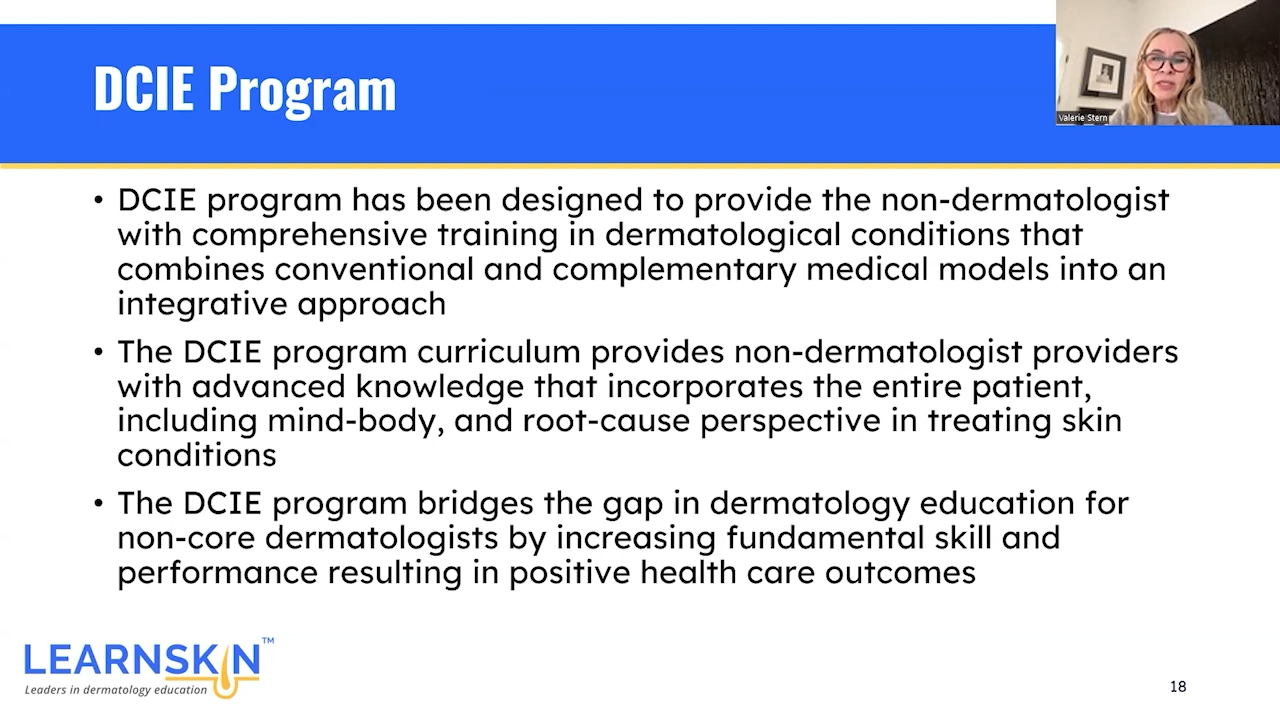 DCIE Program
Valerie Stern
• DCIE program has been designed to provide the non-dermatologist
with comprehensive training in dermatological conditions that
combines conventional and complementary medical models into an
integrative approach
• The DCIE program curriculum provides non-dermatologist providers
with advanced knowledge that incorporates the entire patient,
including mind-body, and root-cause perspective in treating skin
conditions
• The DCIE program bridges the gap in dermatology education for
non-core dermatologists by increasing fundamental skill and
performance resulting in positive health care outcomes
LEARNSKIN™
Leaders in dermatology education
18